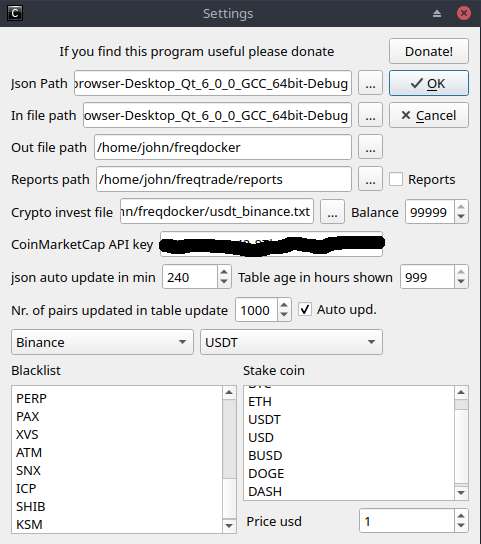 C Settings
If you find this program useful please donate Donate!
Json Path rowser-Desktop_Qt_6_0_0_GCC_64bit-Debug ... OK
In file path owser-Desktop_Qt_6_0_0_GCC_64bit-Debug ... Cancel
Out file path /home/john/freqdocker ...
Reports path /home/john/freqtrade/reports ... Reports
Crypto invest file hn/freqdocker/usdt_binance.txt ... Balance 99999
CoinMarketCap API key
json auto update in min 240 Table age in hours shown 999
Nr. of pairs updated in table update 1000 Auto upd.
Binance USDT
Blacklist Stake coin
PERP
PAX
XVS
ATM
SNX
ICP
SHIB
KSM
BTC
ETH
USDT
USD
BUSD
DOGE
DASH
Price usd 1